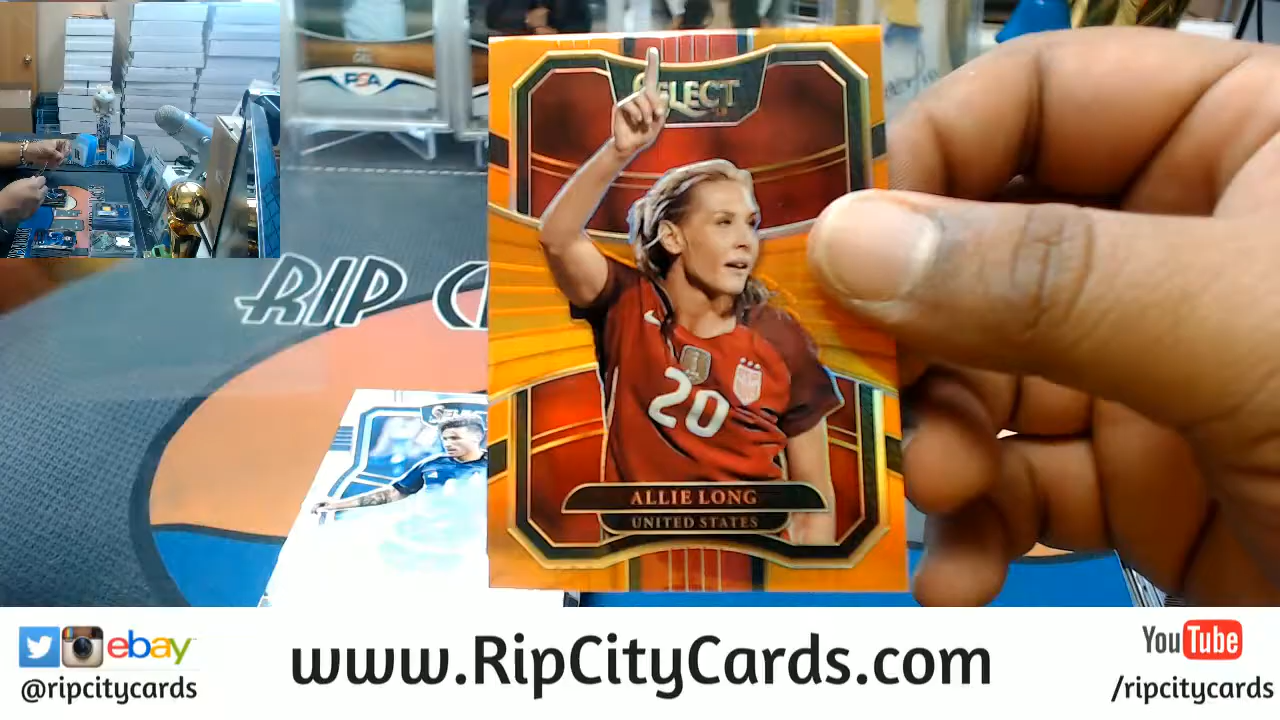 PSA
SELECT
RIP C
20
SELECT
ALLIE LONG
UNITED STATES
ebay
@ripcitycards
www.RipCityCards.com
YouTube
/ripcitycards